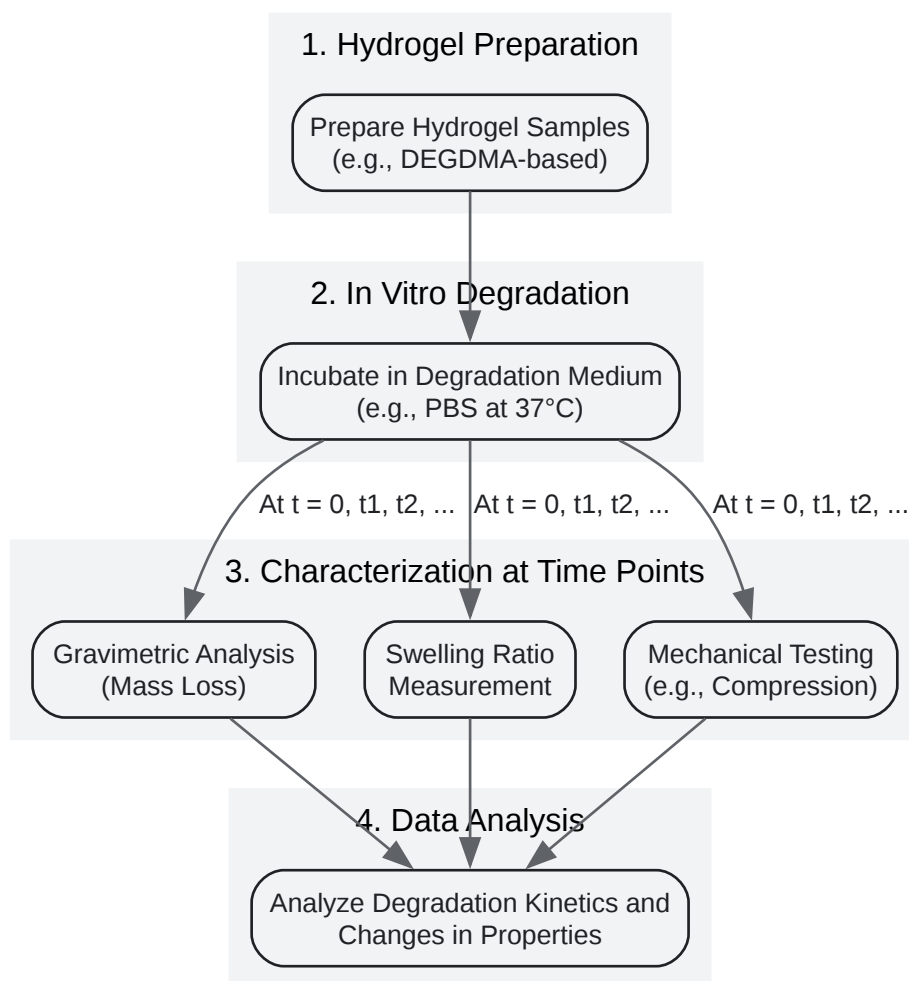 1. Hydrogel Preparation
Prepare Hydrogel Samples
(e.g., DEGDMA-based)
2. In Vitro Degradation
Incubate in Degradation Medium
(e.g., PBS at 37°C)
At t = 0, t1, t2, ...
At t = 0, t1, t2, ...
At t = 0, t1, t2, ...
3. Characterization at Time Points
Gravimetric Analysis
(Mass Loss)
Swelling Ratio
Measurement
Mechanical Testing
(e.g., Compression)
4. Data Analysis
Analyze Degradation Kinetics and
Changes in Properties